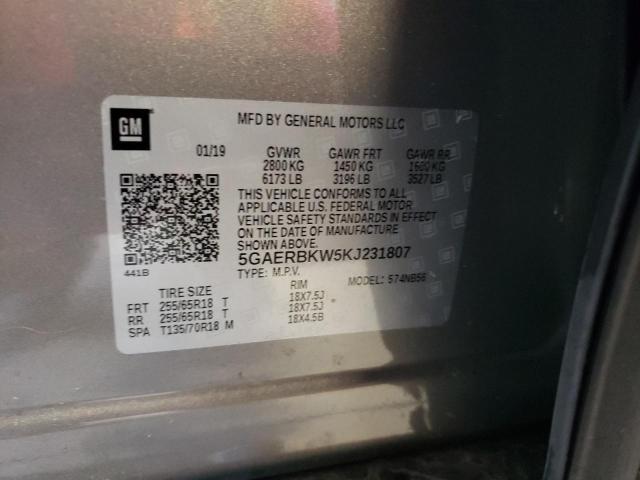 GM
MFD BY GENERAL MOTORS LLC
01/19 GVWR GAWR FRT GAWR RR
2800 KG 1450 KG 1600 KG
6173 LB 3196 LB 3527 LB
THIS VEHICLE CONFORMS TO ALL
APPLICABLE U.S. FEDERAL MOTOR
VEHICLE SAFETY STANDARDS IN EFFECT
ON THE DATE OF MANUFACTURE
SHOWN ABOVE.
5GAERBKW5KJ231807
441B
TYPE: M.P.V. MODEL: 574NB56
TIRE SIZE RIM
FRT 255/65R18 T 18X7.5J
RR 255/65R18 T 18X7.5J
SPA T135/70R18 M 18X4.5B